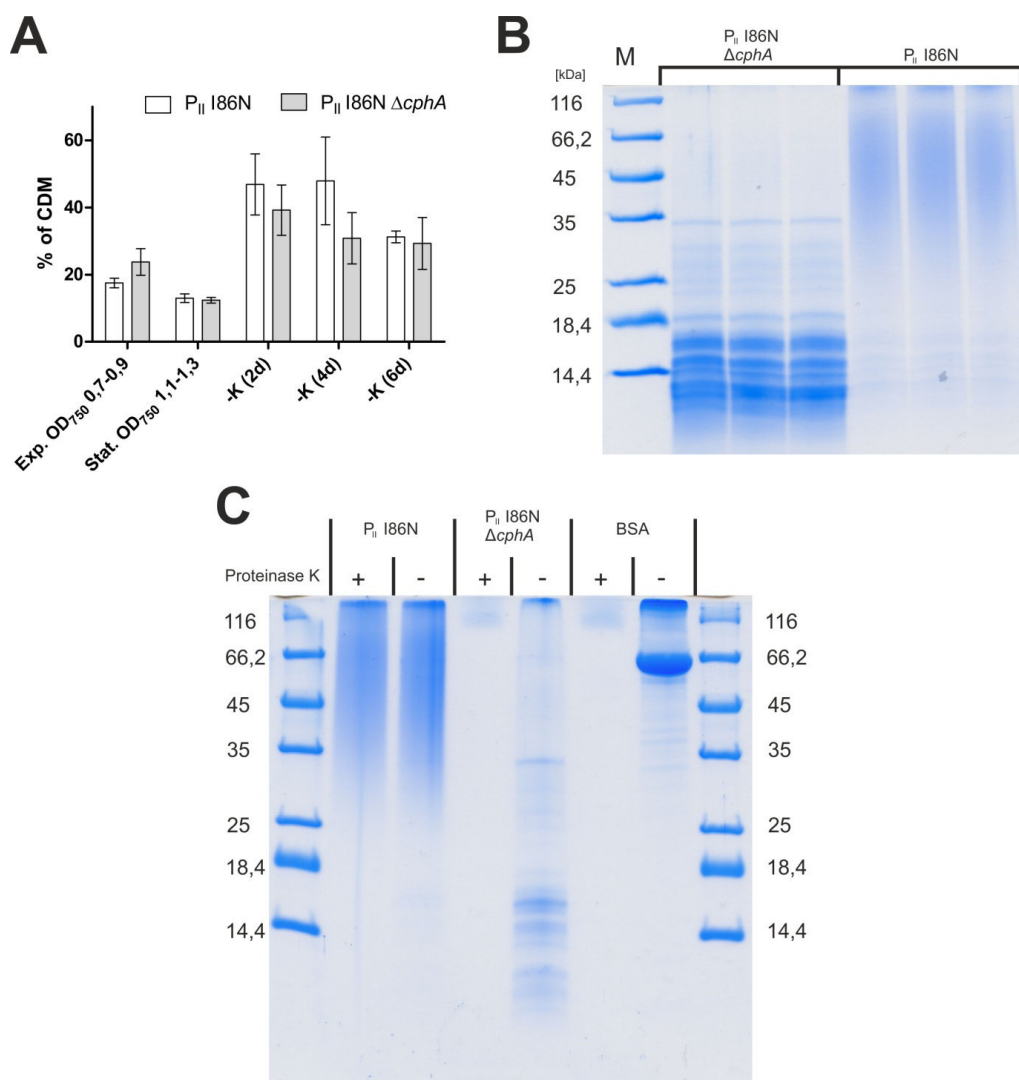 A
P_II I86N
P_II I86N ΔcphA
% of CDM
60
40
20
0
Exp. OD_750 0,7-0,9
Stat. OD_750 1,1-1,3
-K (2d)
-K (4d)
-K (6d)
B
[kDa]
M
P_II I86N
ΔcphA
P_II I86N
116
66,2
45
35
25
18,4
14,4
C
P_II I86N
P_II I86N
ΔcphA
BSA
Proteinase K + - + - + -
116 116
66,2 66,2
45 45
35 35
25 25
18,4 18,4
14,4 14,4